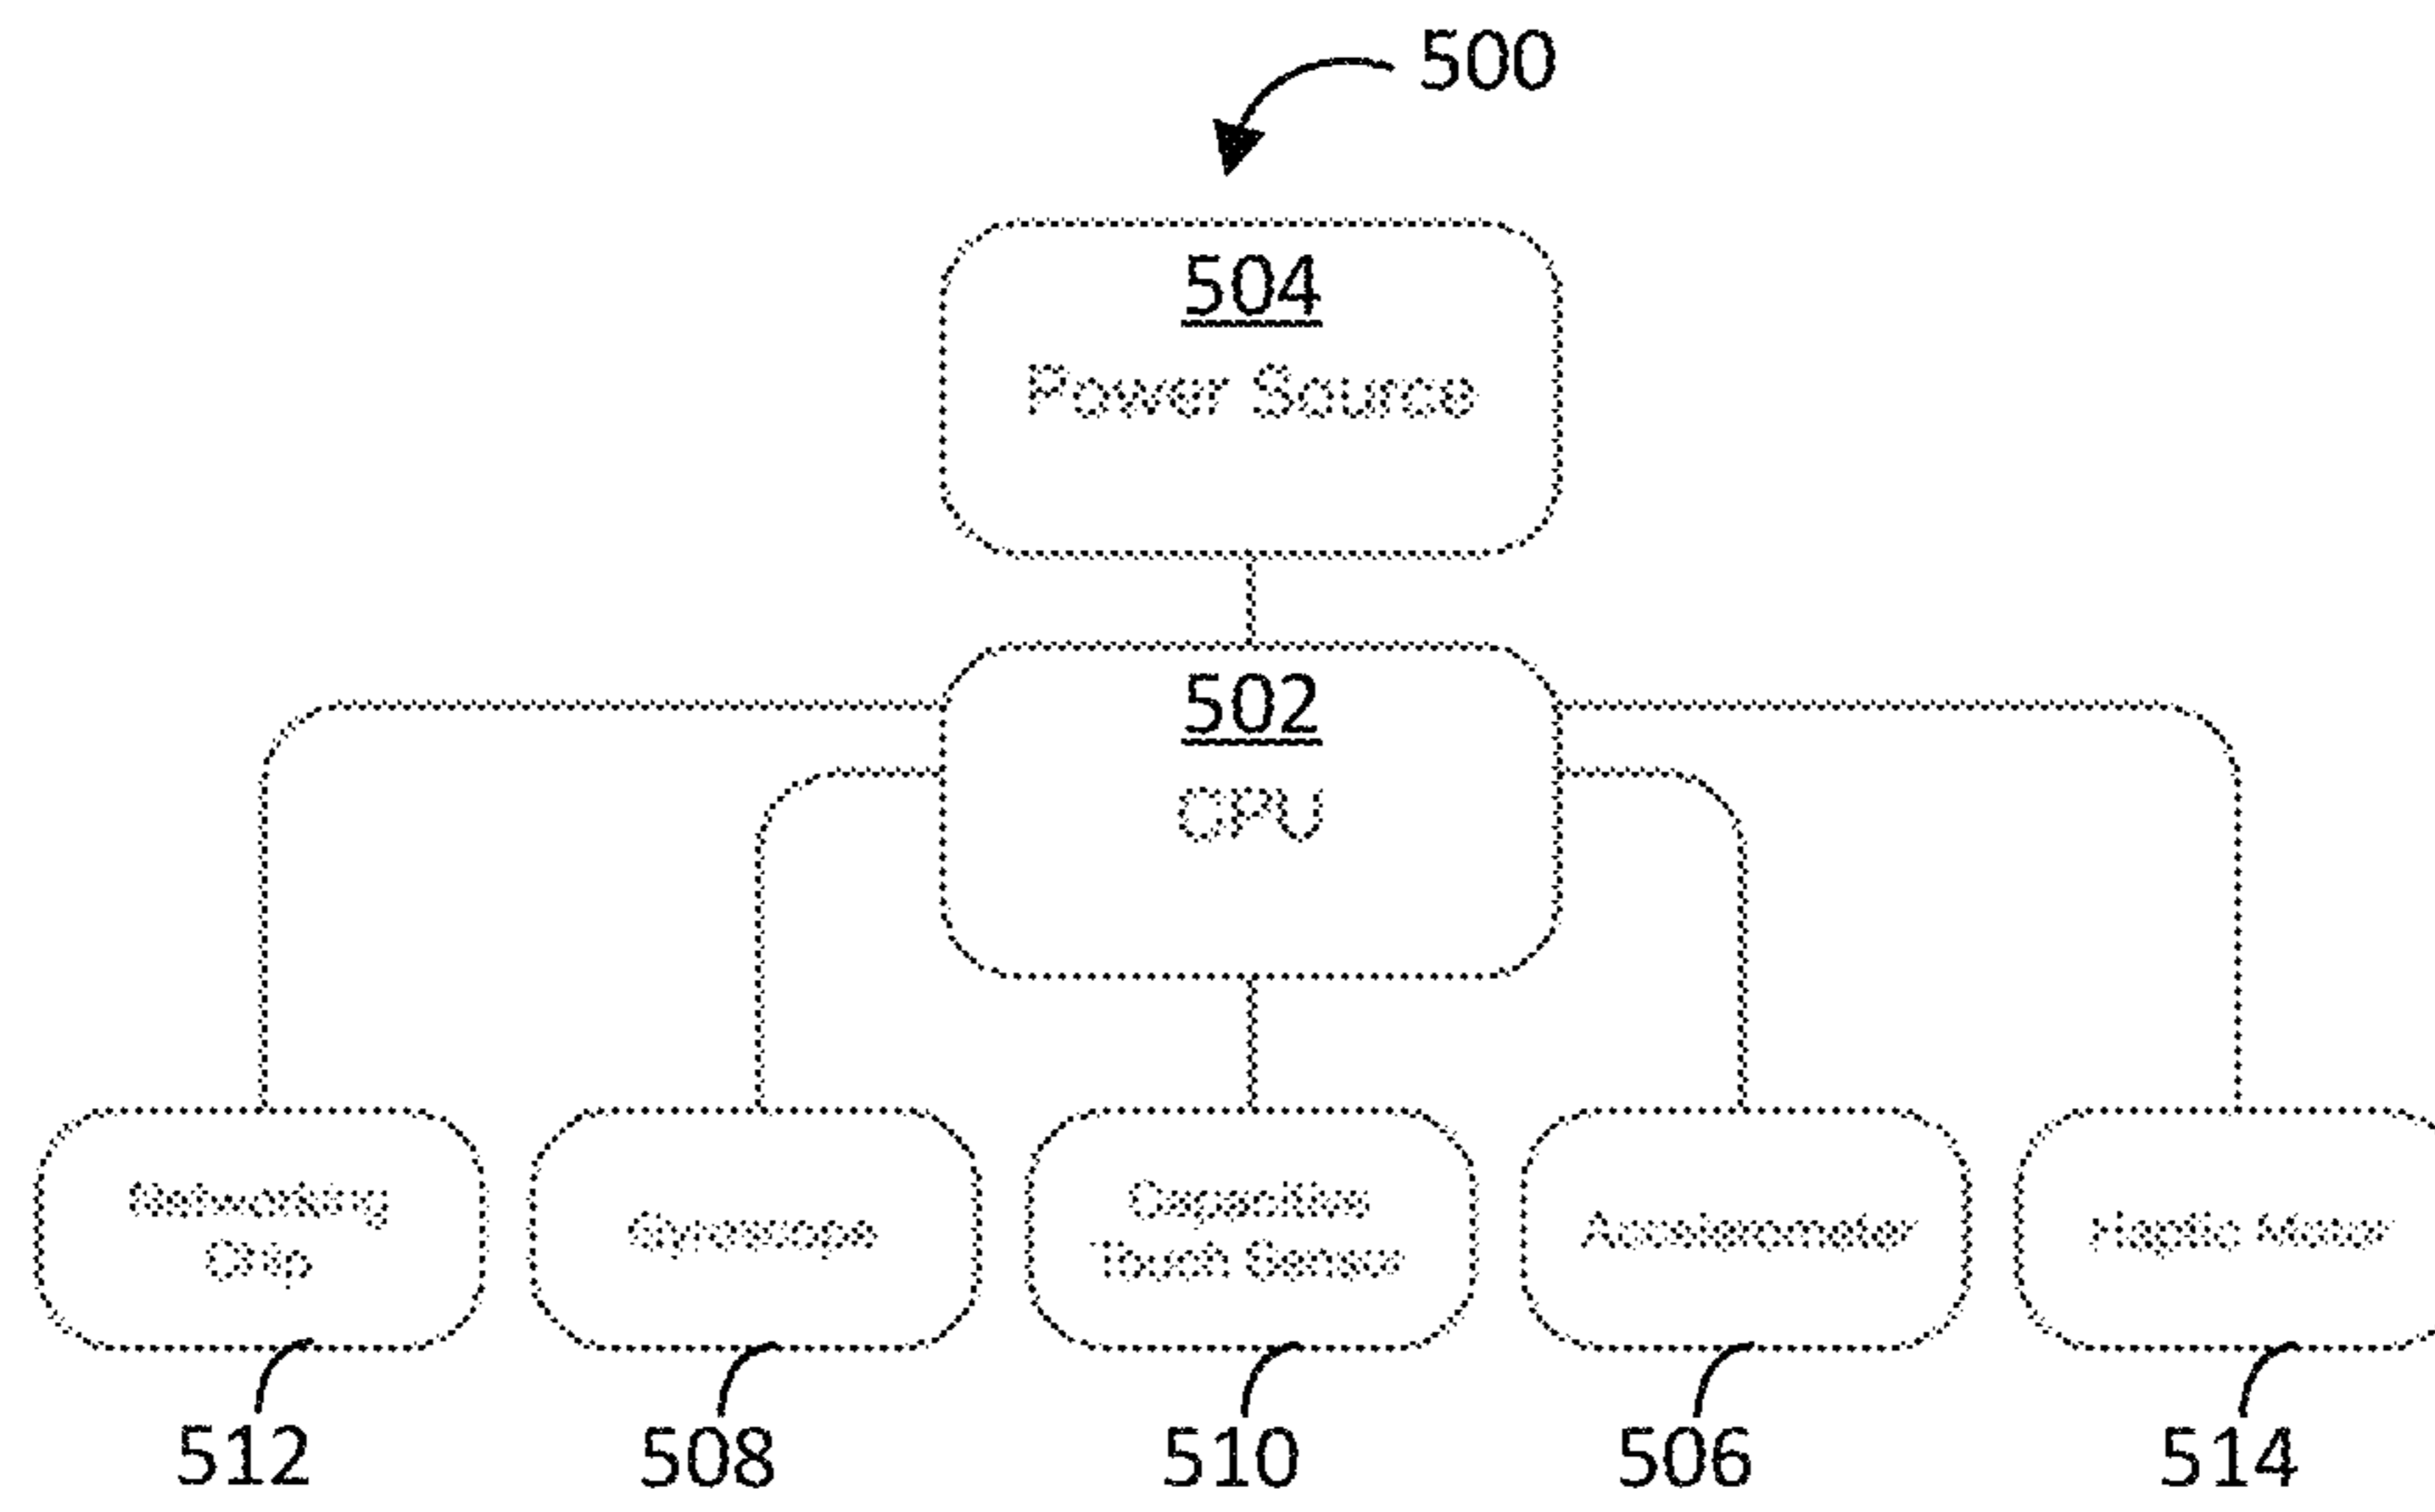 500
504
Power Source
502
CPU
Networking
Chip
Gyroscope
Capacitive
Touch Sensor
Accelerometer
Haptic Motor
512
508
510
506
514